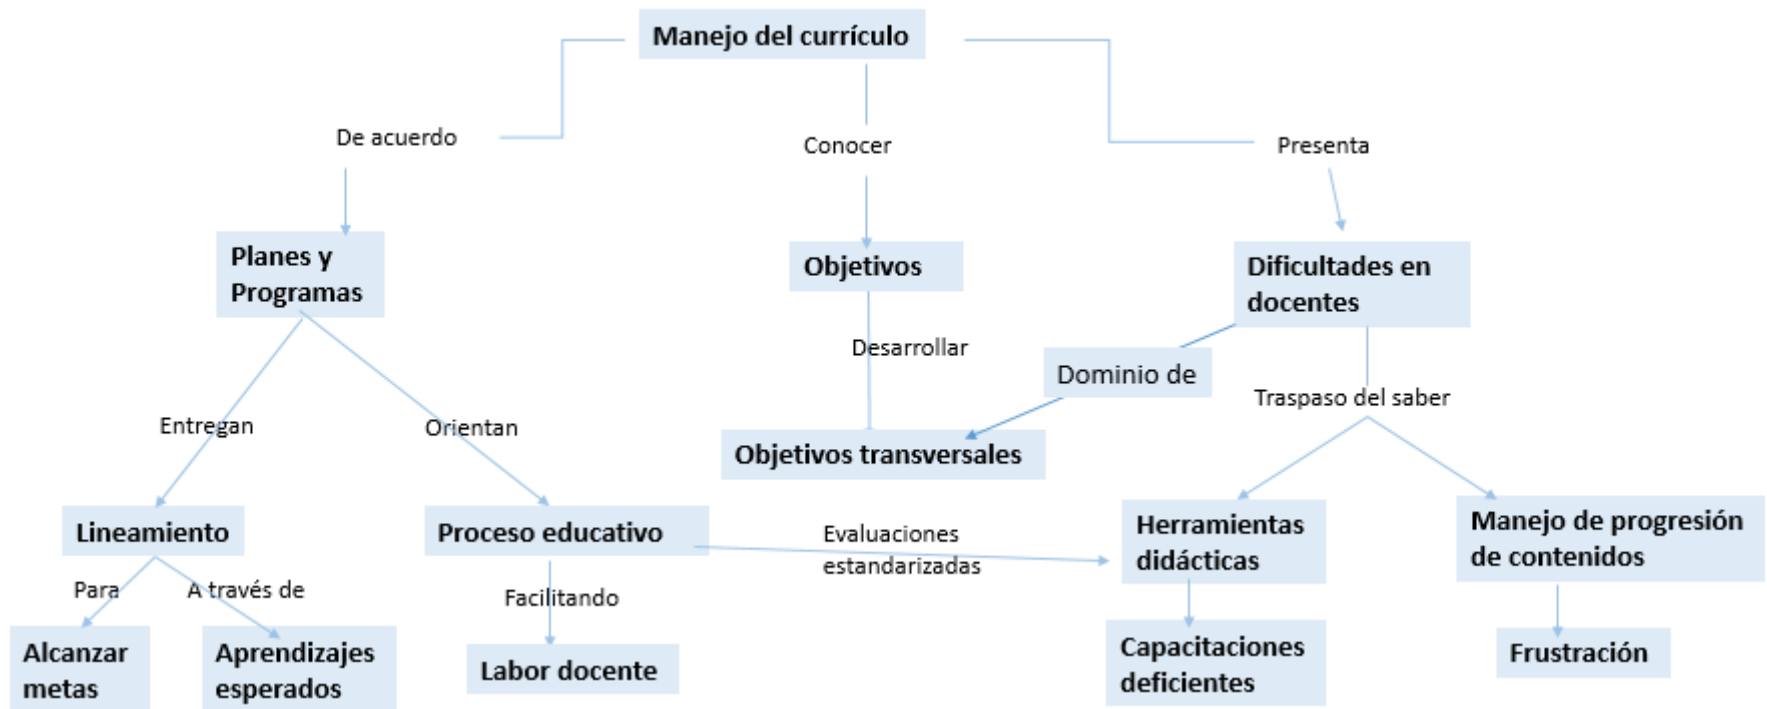 Manejo del currículo
De acuerdo
Conocer
Presenta
Planes y
Programas
Objetivos
Dificultades en
docentes
Desarrollar
Dominio de
Traspaso del saber
Entregan
Orientan
Objetivos transversales
Lineamiento
Proceso educativo
Evaluaciones
estandarizadas
Herramientas
didácticas
Manejo de progresión
de contenidos
Para
A través de
Facilitando
Alcanzar
metas
Aprendizajes
esperados
Labor docente
Capacitaciones
deficientes
Frustración